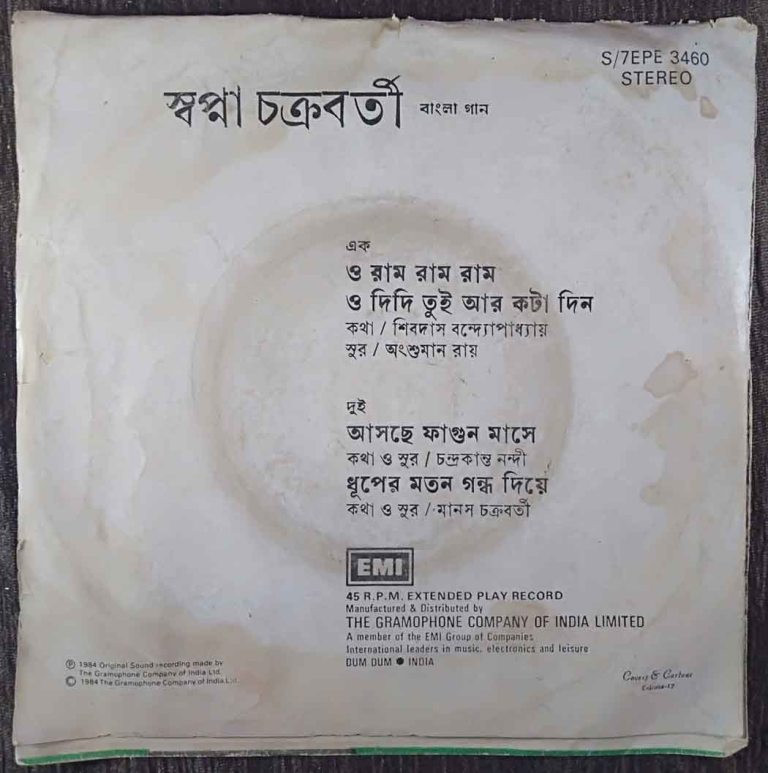 S/7EPE 3460
STEREO
স্বপ্না চক্রবর্তী বাংলা গান
এক
ও রাম রাম রাম
ও দিদি তুই আর কটা দিন
কথা / শিবদাস বন্দ্যোপাধ্যায়
সুর / অংশুমান রায়
দুই
আসছে ফাগুন মাসে
কথা ও সুর / চন্দ্রকান্ত নন্দী
ধূপের মতন গন্ধ দিয়ে
কথা ও সুর / মানস চক্রবর্তী
EMI
45 R.P.M. EXTENDED PLAY RECORD
Manufactured & Distributed by
THE GRAMOPHONE COMPANY OF INDIA LIMITED
A member of the EMI Group of Companies
International leaders in music, electronics and leisure
DUM DUM ● INDIA
℗ 1984 Original Sound recording made by
The Gramophone Company of India Ltd.
© 1984 The Gramophone Company of India Ltd.
Covers & Cartons